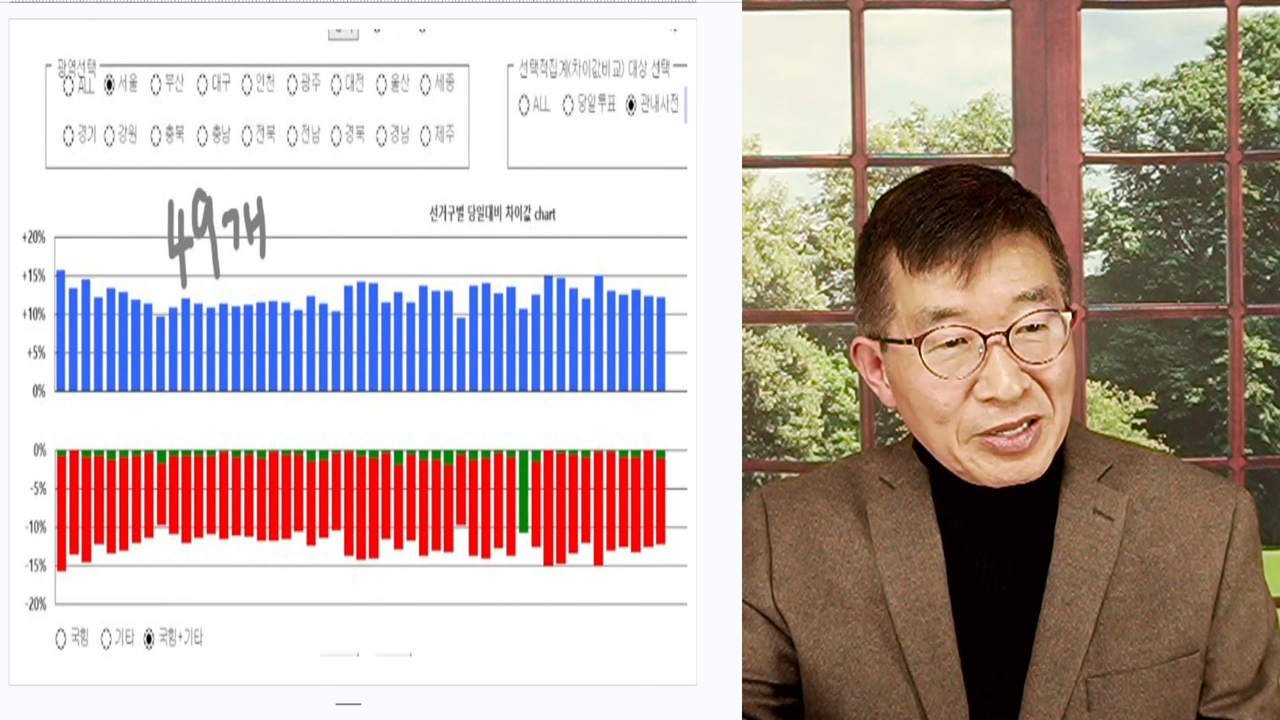 광역선택
ALL 서울 부산 대구 인천 광주 대전 울산 세종
경기 강원 충북 충남 전북 전남 경북 경남 제주
선택적집계(차이값비교) 대상 선택
ALL 당일투표 관내사전
49개
선거구별 당일대비 차이값 chart
+20%
+15%
+10%
+5%
0%
0%
-5%
-10%
-15%
-20%
국힘 기타 국힘+기타